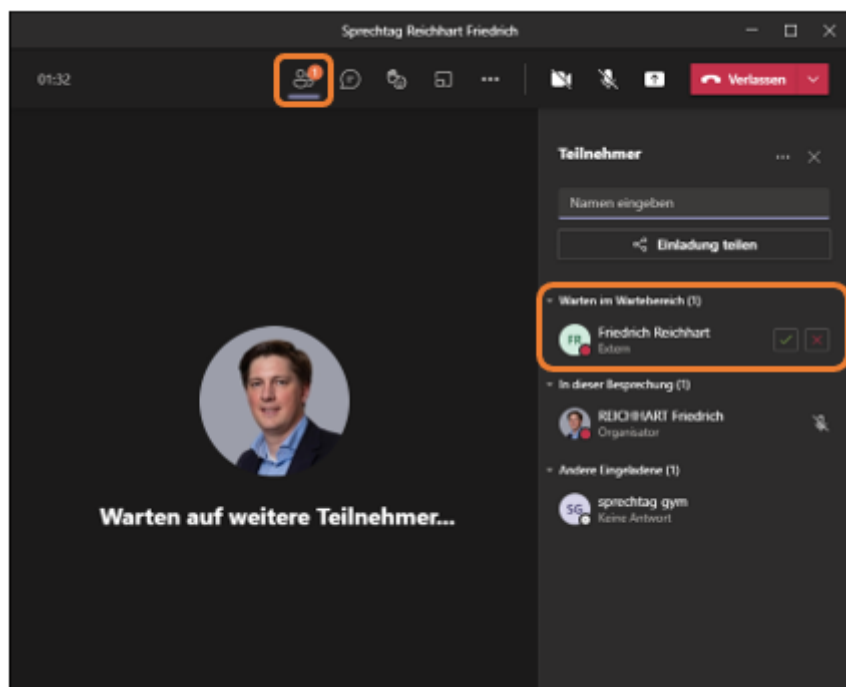 Sprechtag Reichhart Friedrich
01:32
1
Verlassen
Teilnehmer
Namen eingeben
Einladung teilen
Warten im Wartebereich (1)
FR
Friedrich Reichhart
Extern
In dieser Besprechung (1)
REICHHART Friedrich
Organisator
Andere Eingeladene (1)
SG
sprechtag gym
Keine Antwort
Warten auf weitere Teilnehmer...